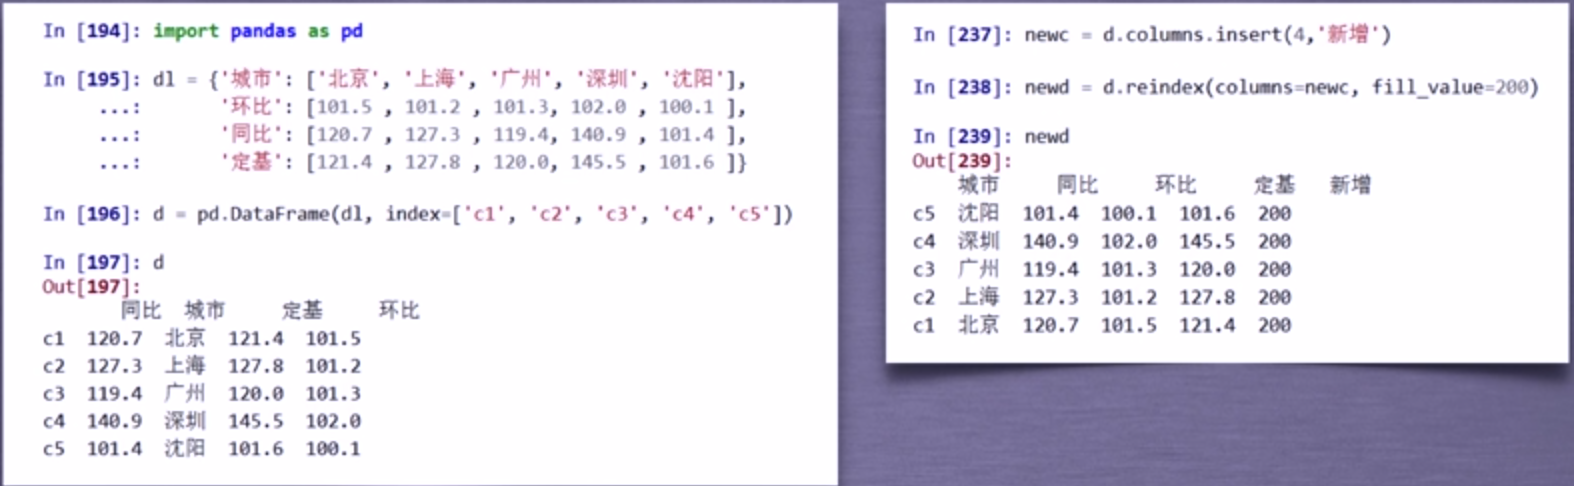 In [194]: import pandas as pd
In [195]: dl = {'城市': ['北京', '上海', '广州', '深圳', '沈阳'],
...: '环比': [101.5 , 101.2 , 101.3, 102.0 , 100.1 ],
...: '同比': [120.7 , 127.3 , 119.4, 140.9 , 101.4 ],
...: '定基': [121.4 , 127.8 , 120.0, 145.5 , 101.6 ]}
In [196]: d = pd.DataFrame(dl, index=['c1', 'c2', 'c3', 'c4', 'c5'])
In [197]: d
Out[197]:
同比 城市 定基 环比
c1 120.7 北京 121.4 101.5
c2 127.3 上海 127.8 101.2
c3 119.4 广州 120.0 101.3
c4 140.9 深圳 145.5 102.0
c5 101.4 沈阳 101.6 100.1
In [237]: newc = d.columns.insert(4,'新增')
In [238]: newd = d.reindex(columns=newc, fill_value=200)
In [239]: newd
Out[239]:
城市 同比 环比 定基 新增
c5 沈阳 101.4 100.1 101.6 200
c4 深圳 140.9 102.0 145.5 200
c3 广州 119.4 101.3 120.0 200
c2 上海 127.3 101.2 127.8 200
c1 北京 120.7 101.5 121.4 200